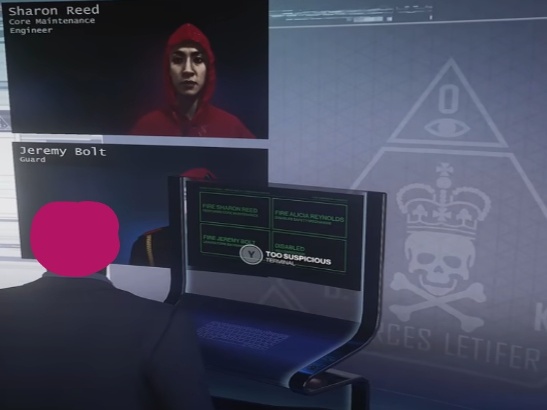 Sharon Reed
Core Maintenance
Engineer
Jeremy Bolt
Guard
FIRE SHARON REED
FIRE ALICIA REYNOLDS
FIRE JEREMY BOLT
DISABLED
Y
TOO SUSPICIOUS
TERMINAL
O
LETIFER
K